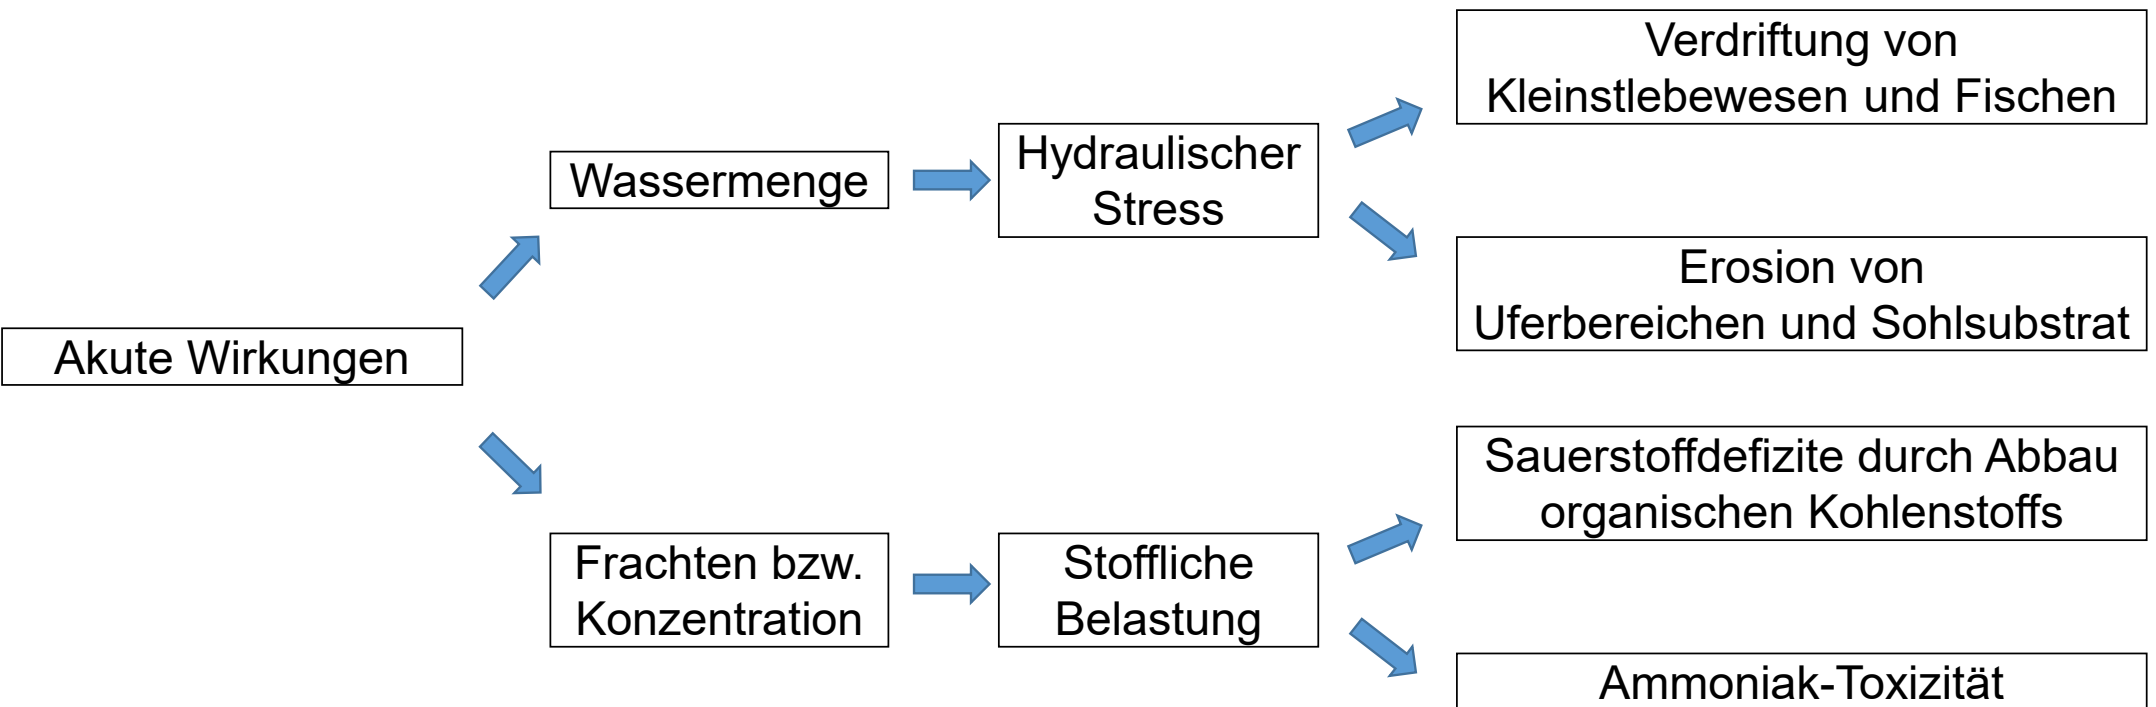 Verdriftung von
Kleinstlebewesen und Fischen
Wassermenge
Hydraulischer
Stress
Erosion von
Uferbereichen und Sohlsubstrat
Akute Wirkungen
Sauerstoffdefizite durch Abbau
organischen Kohlenstoffs
Frachten bzw.
Konzentration
Stoffliche
Belastung
Ammoniak-Toxizität